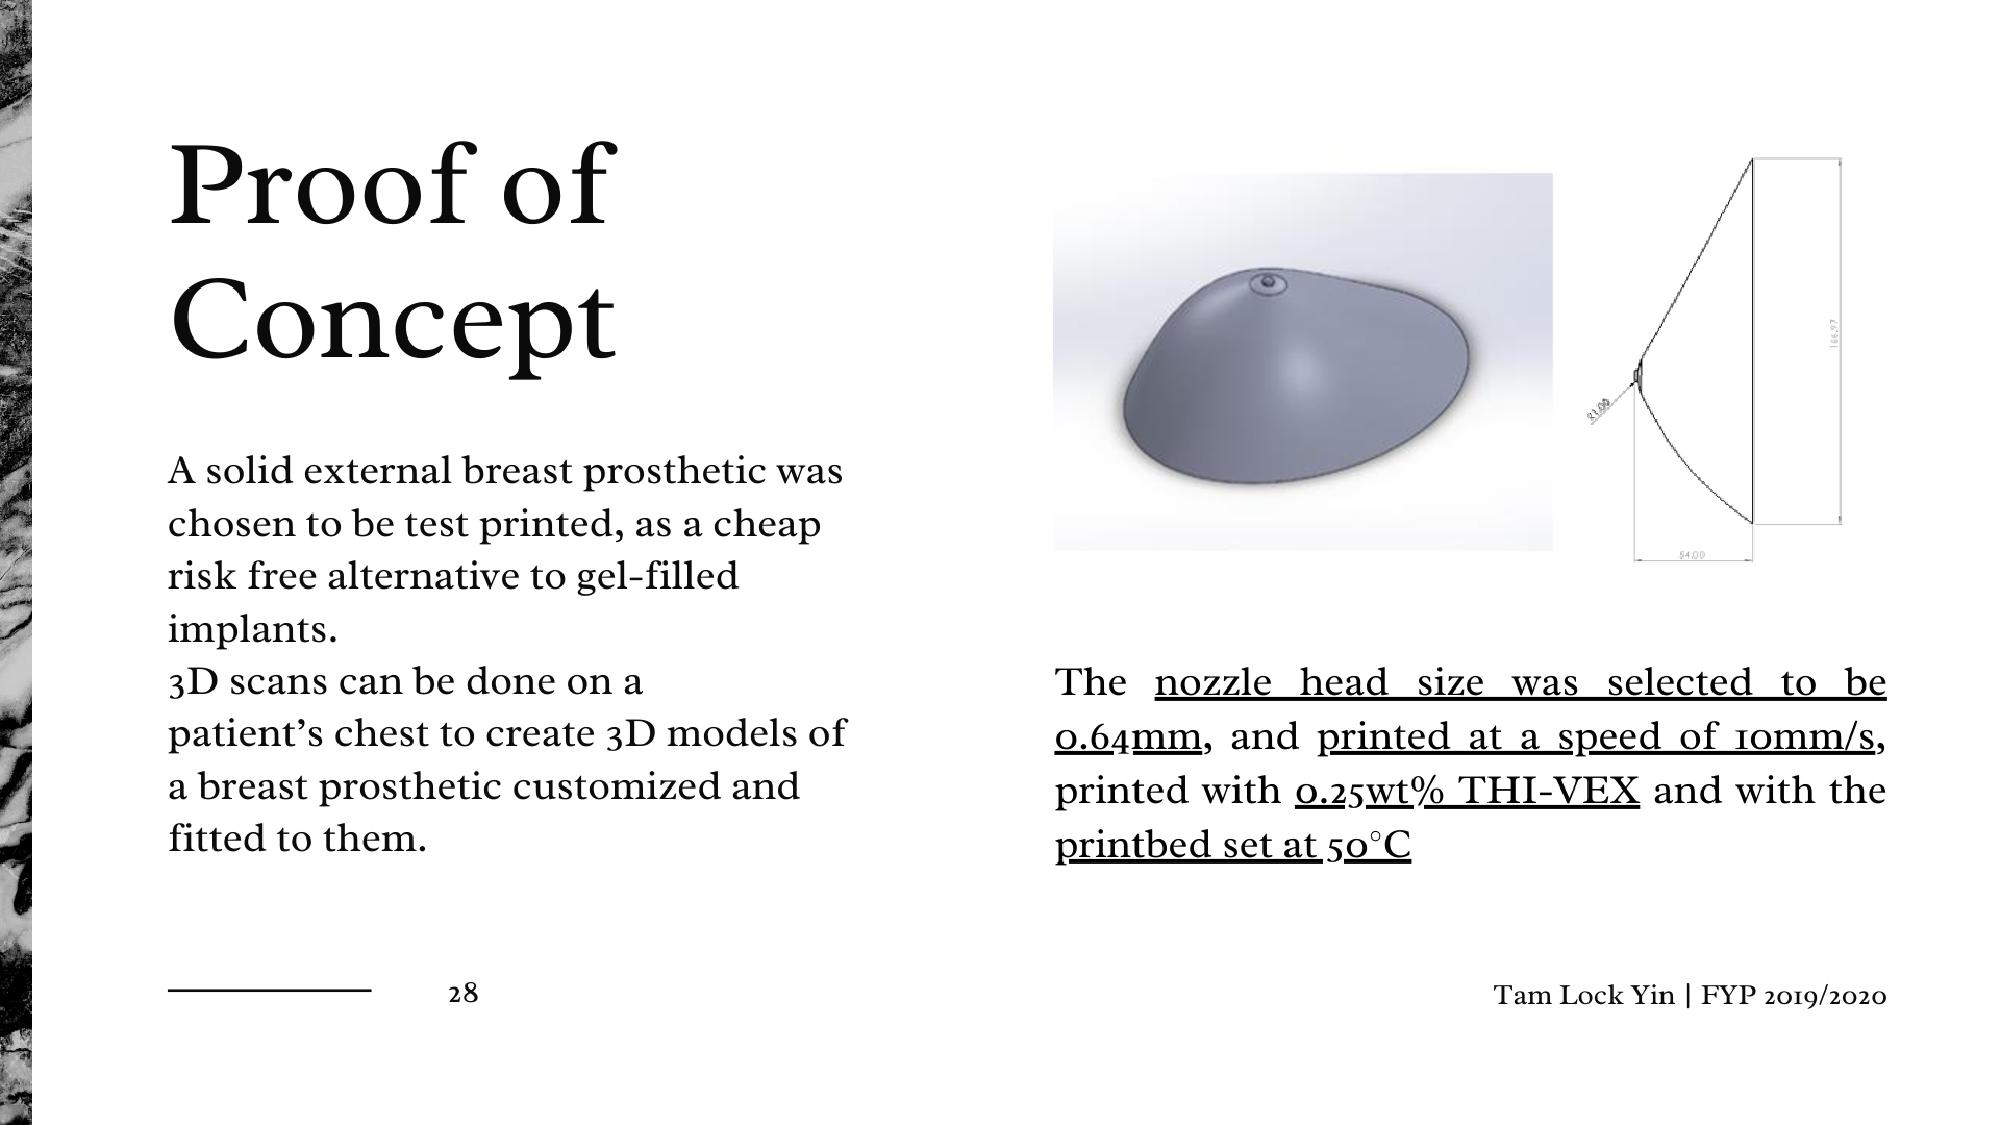 Proof of
Concept
A solid external breast prosthetic was
chosen to be test printed, as a cheap
risk free alternative to gel-filled
implants.
3D scans can be done on a
patient's chest to create 3D models of
a breast prosthetic customized and
fitted to them.
R1.00
166.97
54.00
The nozzle head size was selected to be
0.64mm, and printed at a speed of 10mm/s,
printed with 0.25wt% THI-VEX and with the
printbed set at 50°C
28
Tam Lock Yin | FYP 2019/2020